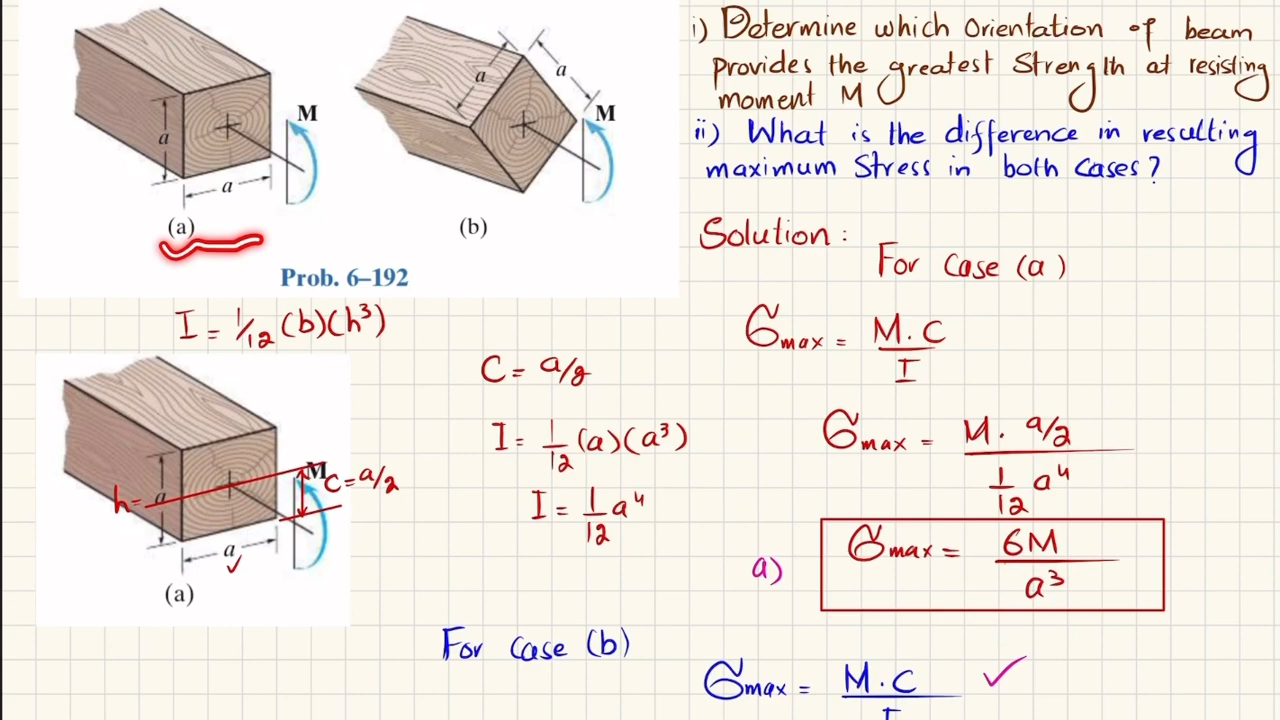 i) Determine which Orientation of beam
provides the greatest Strength at resisting
moment M
ii) What is the difference in resulting
maximum Stress in both Cases?
a
a
M
(a)
a
a
M
(b)
Prob. 6–192
Solution:
For Case (a)
I = 1/12 (b)(h³)
C = a/2
I = 1/12 (a)(a³)
I = 1/12 a⁴
h=
a
M
C = a/2
a ✓
(a)
σmax = M.C / I
σmax = M. a/2 / 1/12 a⁴
a)
σmax = 6M / a³
For Case (b)
σmax = M.C / I ✓